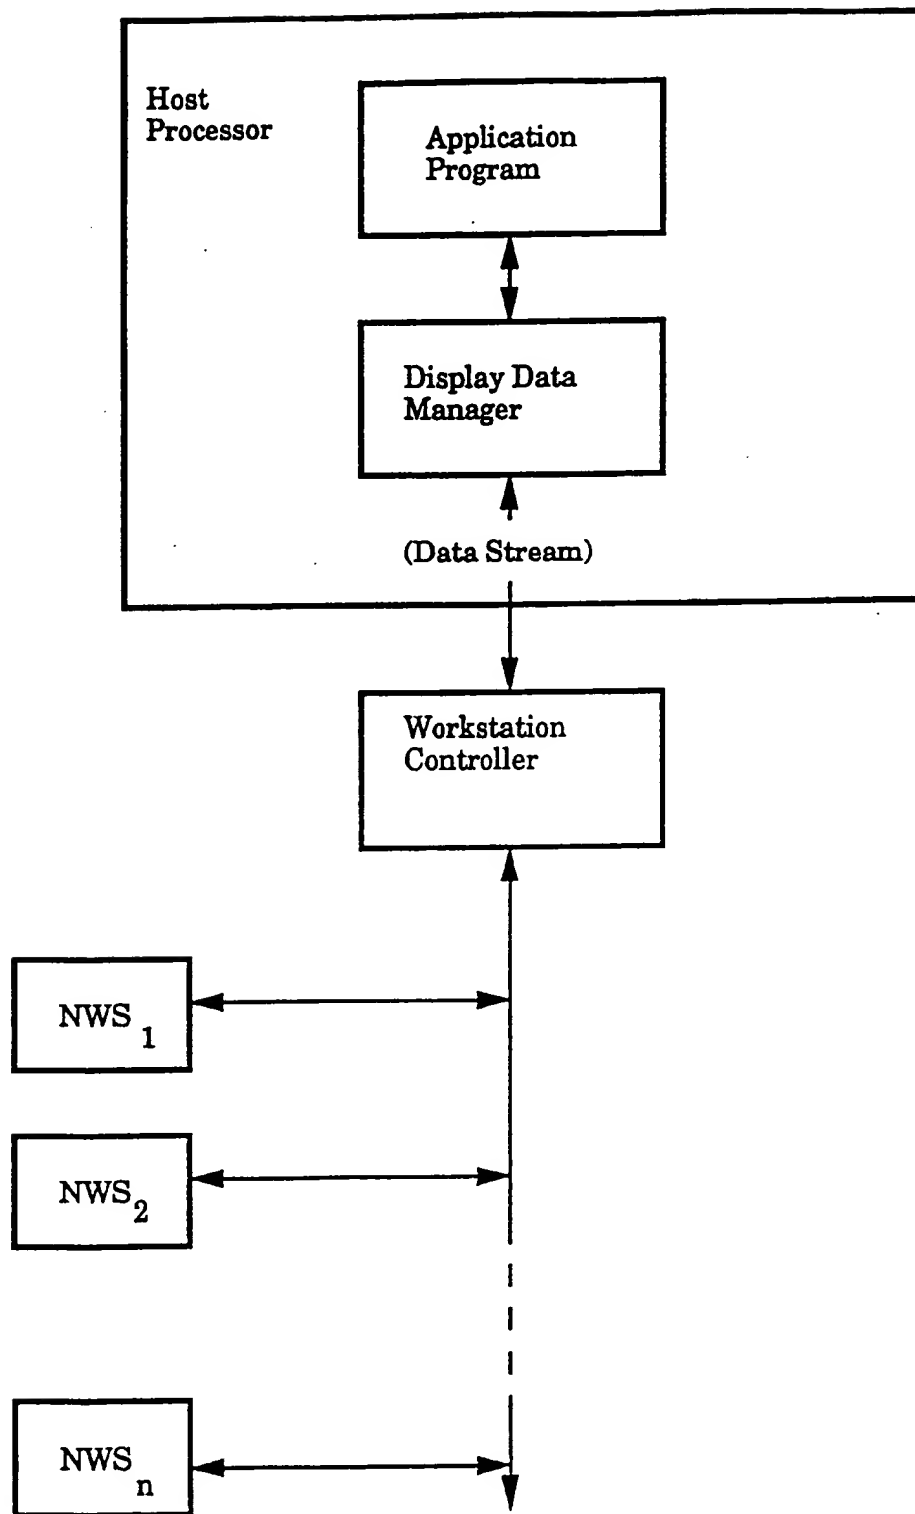 Host
Processor
Application
Program
Display Data
Manager
(Data Stream)
Workstation
Controller
NWS 1
NWS 2
NWS n